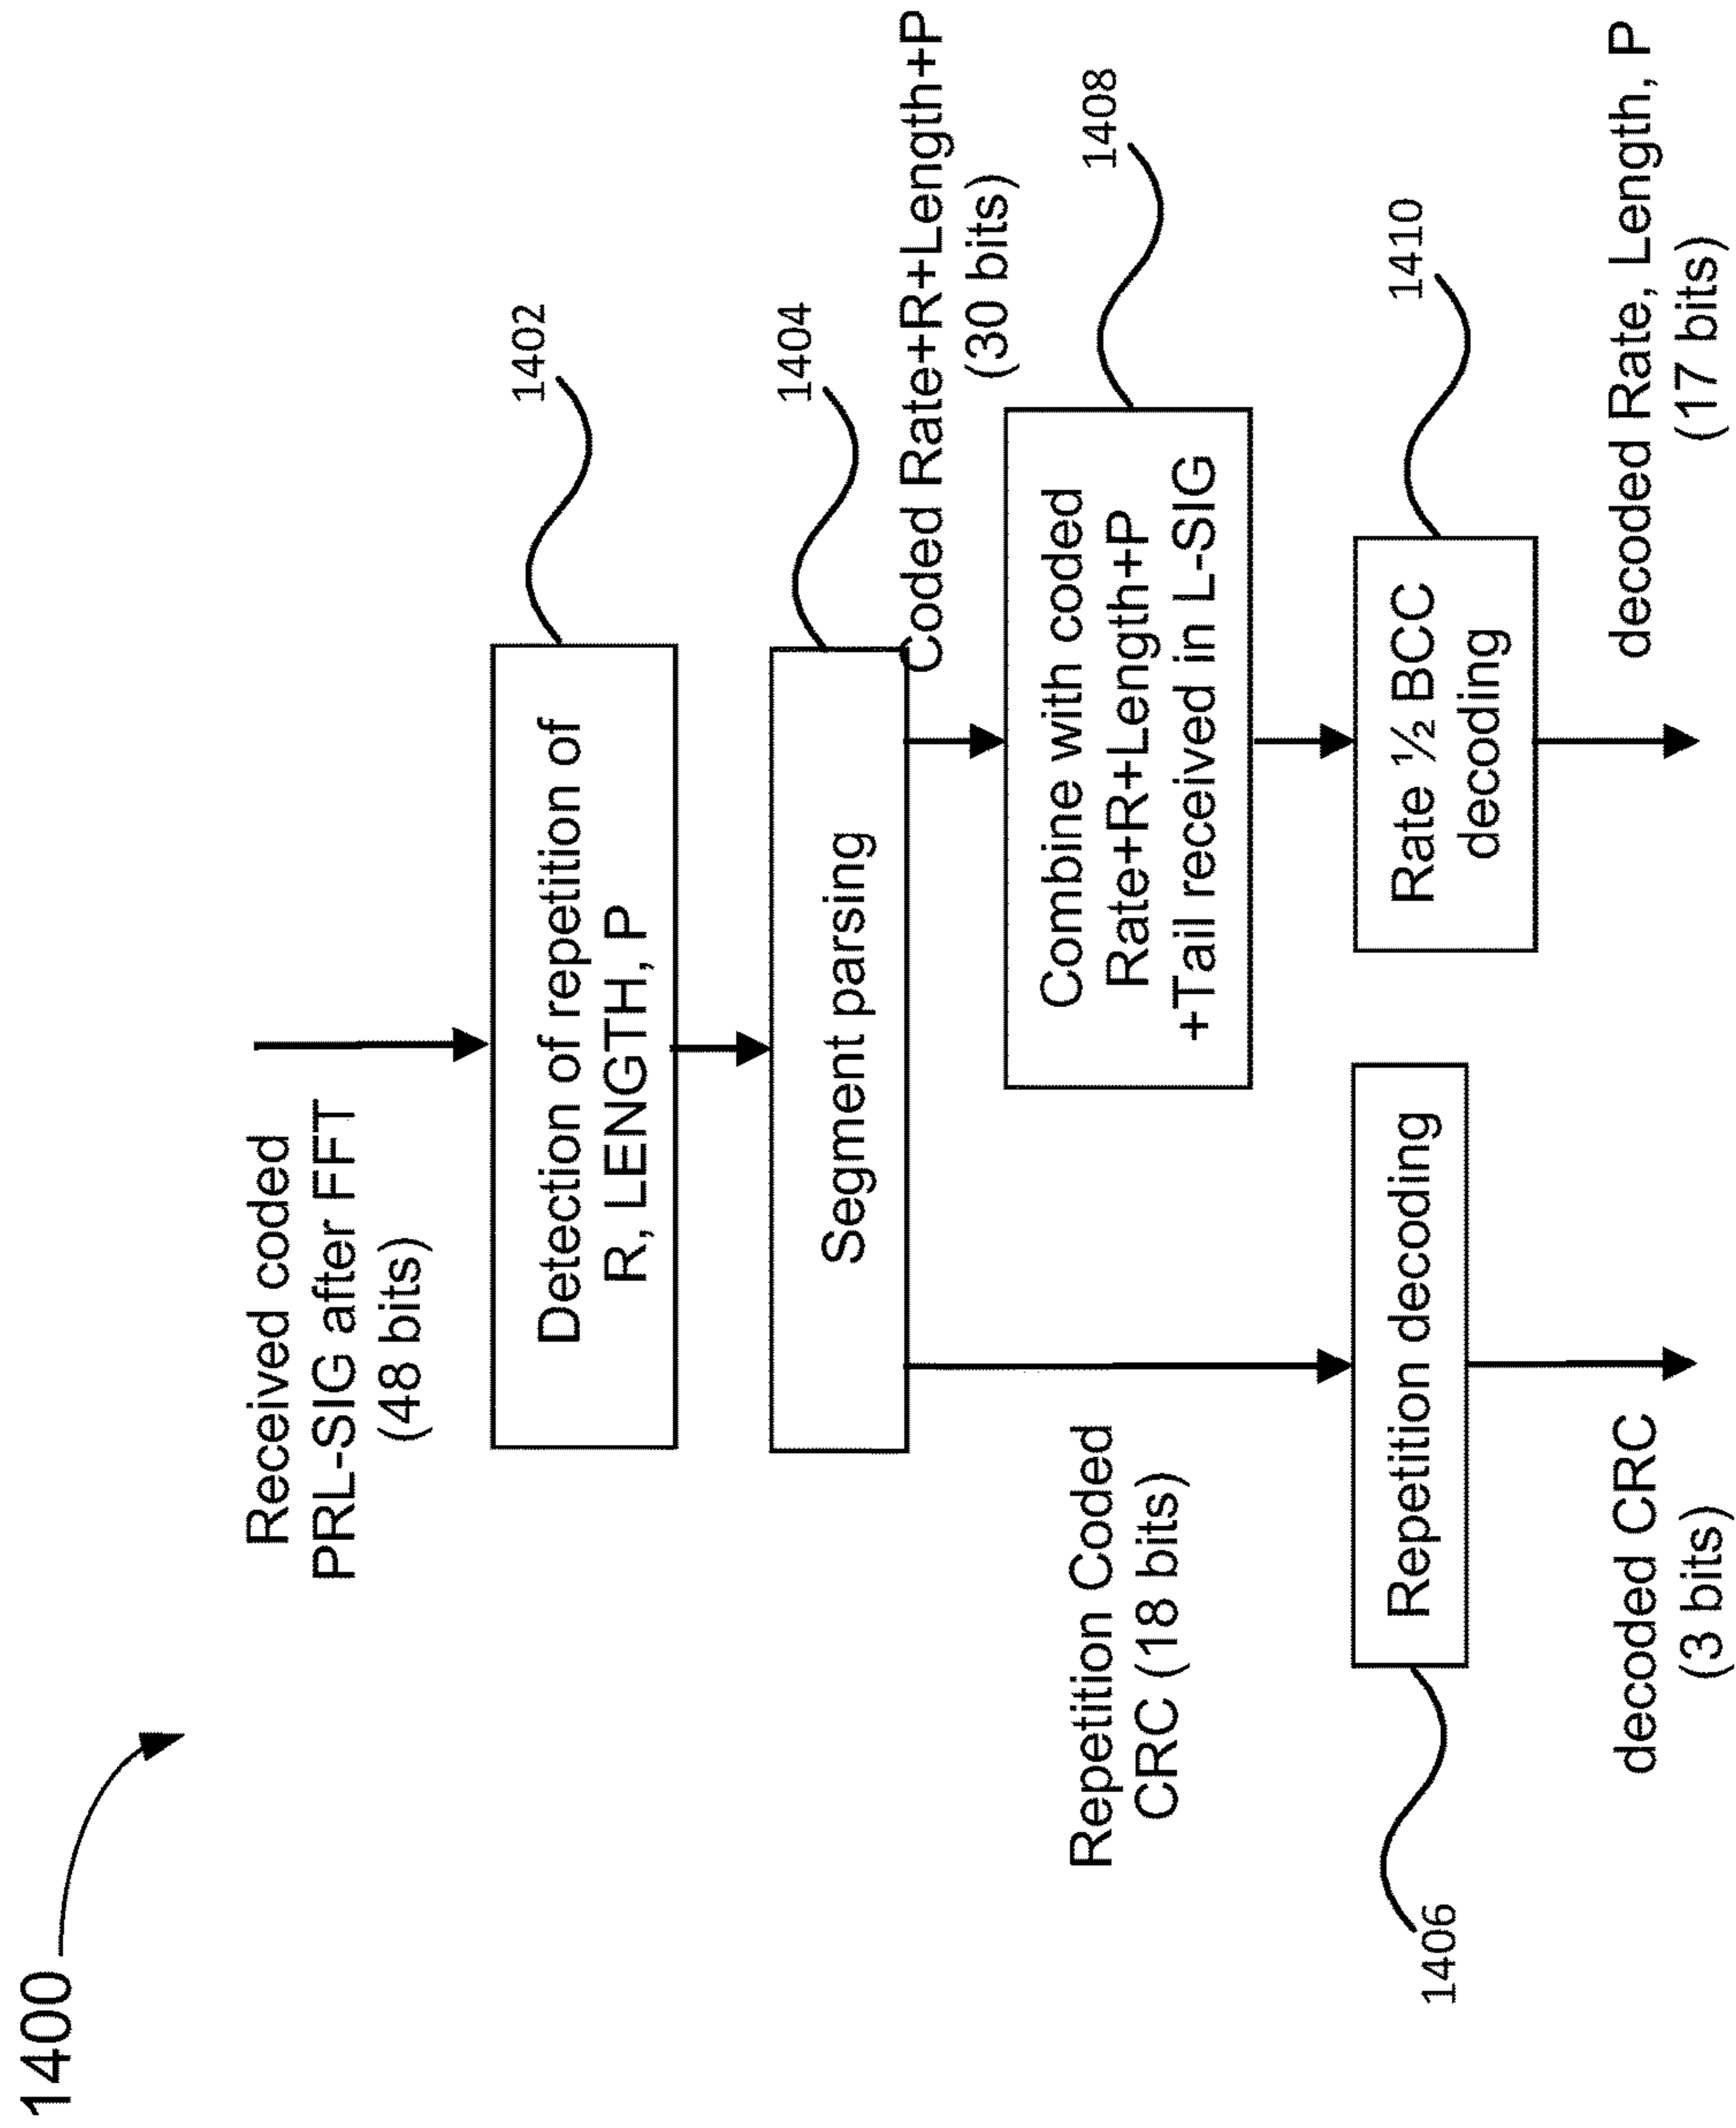 1400
Received coded
PRL-SIG after FFT
(48 bits)
Detection of repetition of
R, LENGTH, P
1402
Segment parsing
1404
Repetition Coded
CRC (18 bits)
Coded Rate+R+Length+P
(30 bits)
Combine with coded
Rate+R+Length+P
+Tail received in L-SIG
1408
Repetition decoding
1406
Rate ½ BCC
decoding
1410
decoded CRC
(3 bits)
decoded Rate, Length, P
(17 bits)